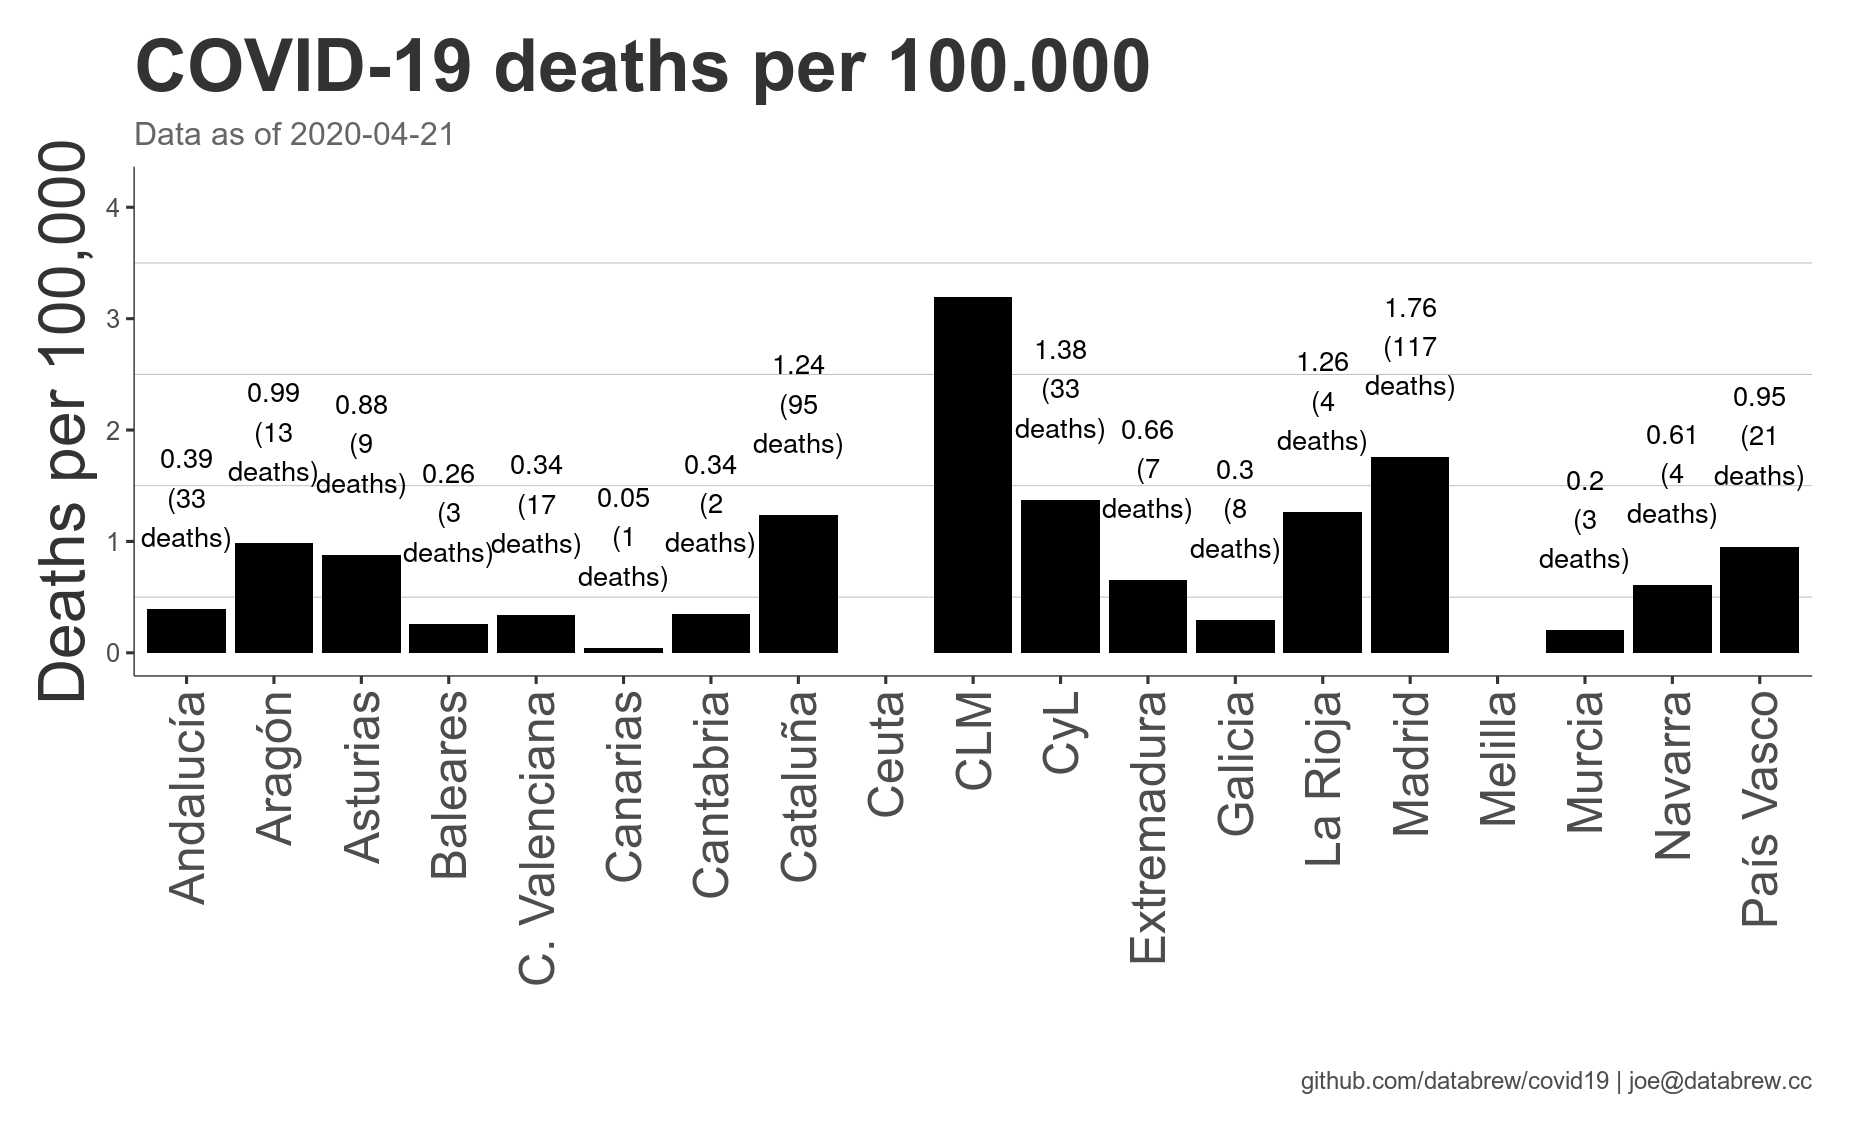 COVID-19 deaths per 100.000
Data as of 2020-04-21
Deaths per 100,000
4
3
2
1
0
0.39
(33
deaths)
0.99
(13
deaths)
0.88
(9
deaths)
0.26
(3
deaths)
0.34
(17
deaths)
0.05
(1
deaths)
0.34
(2
deaths)
1.24
(95
deaths)
1.38
(33
deaths)
0.66
(7
deaths)
0.3
(8
deaths)
1.26
(4
deaths)
1.76
(117
deaths)
0.2
(3
deaths)
0.61
(4
deaths)
0.95
(21
deaths)
Andalucía
Aragón
Asturias
Baleares
C. Valenciana
Canarias
Cantabria
Cataluña
Ceuta
CLM
CyL
Extremadura
Galicia
La Rioja
Madrid
Melilla
Murcia
Navarra
País Vasco
github.com/databrew/covid19 | joe@databrew.cc